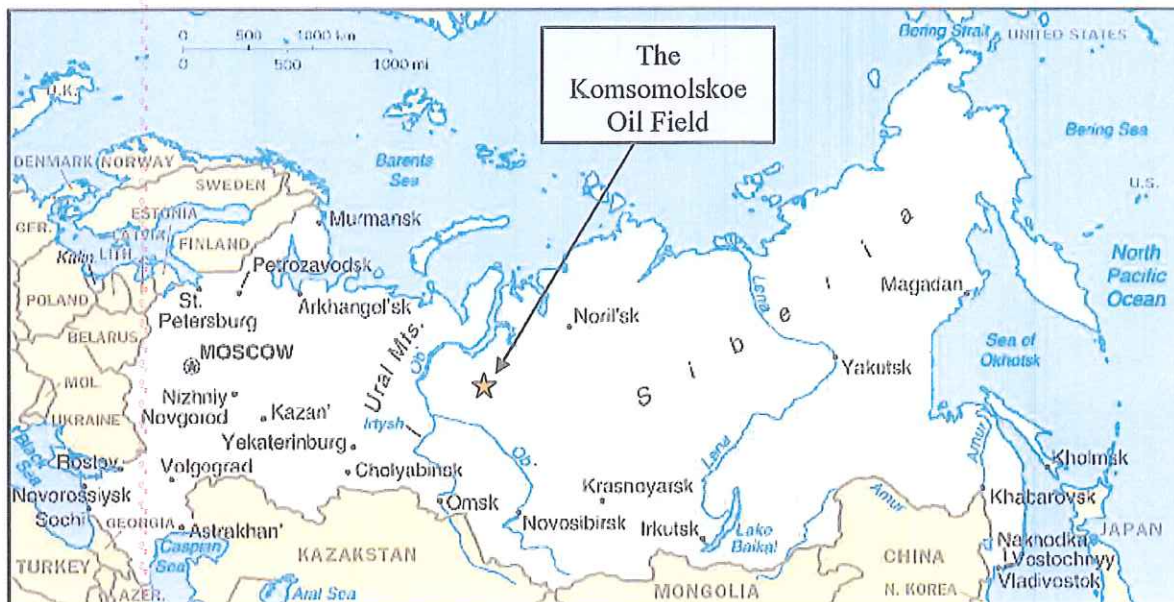 0 500 1000 km
0 500 1000 mi
The
Komsomolskoe
Oil Field
Bering Strait
UNITED STATES
U.K.
Barents
Sea
Bering Sea
DENMARK
NORWAY
SWEDEN
U.S.
ESTONIA
LATVIA
GER.
FINLAND
Murmansk
LITH
POLAND
Petrozavodsk
St.
Petersburg
Arkhangel'sk
Noril'sk
Lena
Siberia
Magadan
North
Pacific
Ocean
BELARUS
MOSCOW
Ural Mts.
Ob'
Sea of
Okhotsk
Yakutsk
MOL.
UKRAINE
Nizhniy
Novgorod
Kazan'
Irtysh
Yekaterinburg
Black
Sea
Rostov
Volgograd
Cholyabinsk
Ob'
Lena
Amur
Kholmsk
Novorossiysk
Sochi
Omsk
Krasnoyarsk
Amur
Khabarovsk
GEORGIA
Astrakhan'
Novosibirsk
Irkutsk
Lake
Baikal
JAPAN
TURKEY
Caspian
Sea
KAZAKSTAN
CHINA
Nakhodka
Vostochnyy
Vladivostok
AZER.
Aral Sea
MONGOLIA
N. KOREA